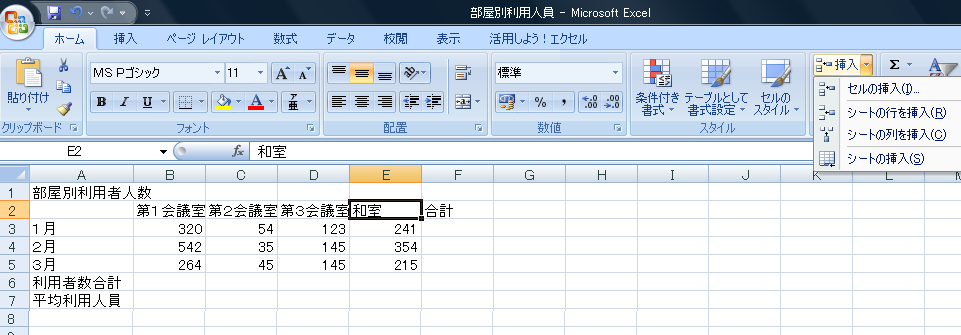 部屋別利用人員 - Microsoft Excel
ホーム 挿入 ページ レイアウト 数式 データ 校閲 表示 活用しよう！エクセル
MS Pゴシック 11 標準 挿入 Σ
貼り付け B I U A A A 亜 % , 条件付き書式 テーブルとして書式設定 セルのスタイル
クリップボード フォント 配置 数値 スタイル
セルの挿入(I)...
シートの行を挿入(R)
シートの列を挿入(C)
シートの挿入(S)
E2 fx 和室
A B C D E F G H I J K L M
1 部屋別利用者人数
2 第１会議室 第２会議室 第３会議室 和室 合計
3 １月 320 54 123 241
4 ２月 542 35 145 354
5 ３月 264 45 145 215
6 利用者数合計
7 平均利用人員
8